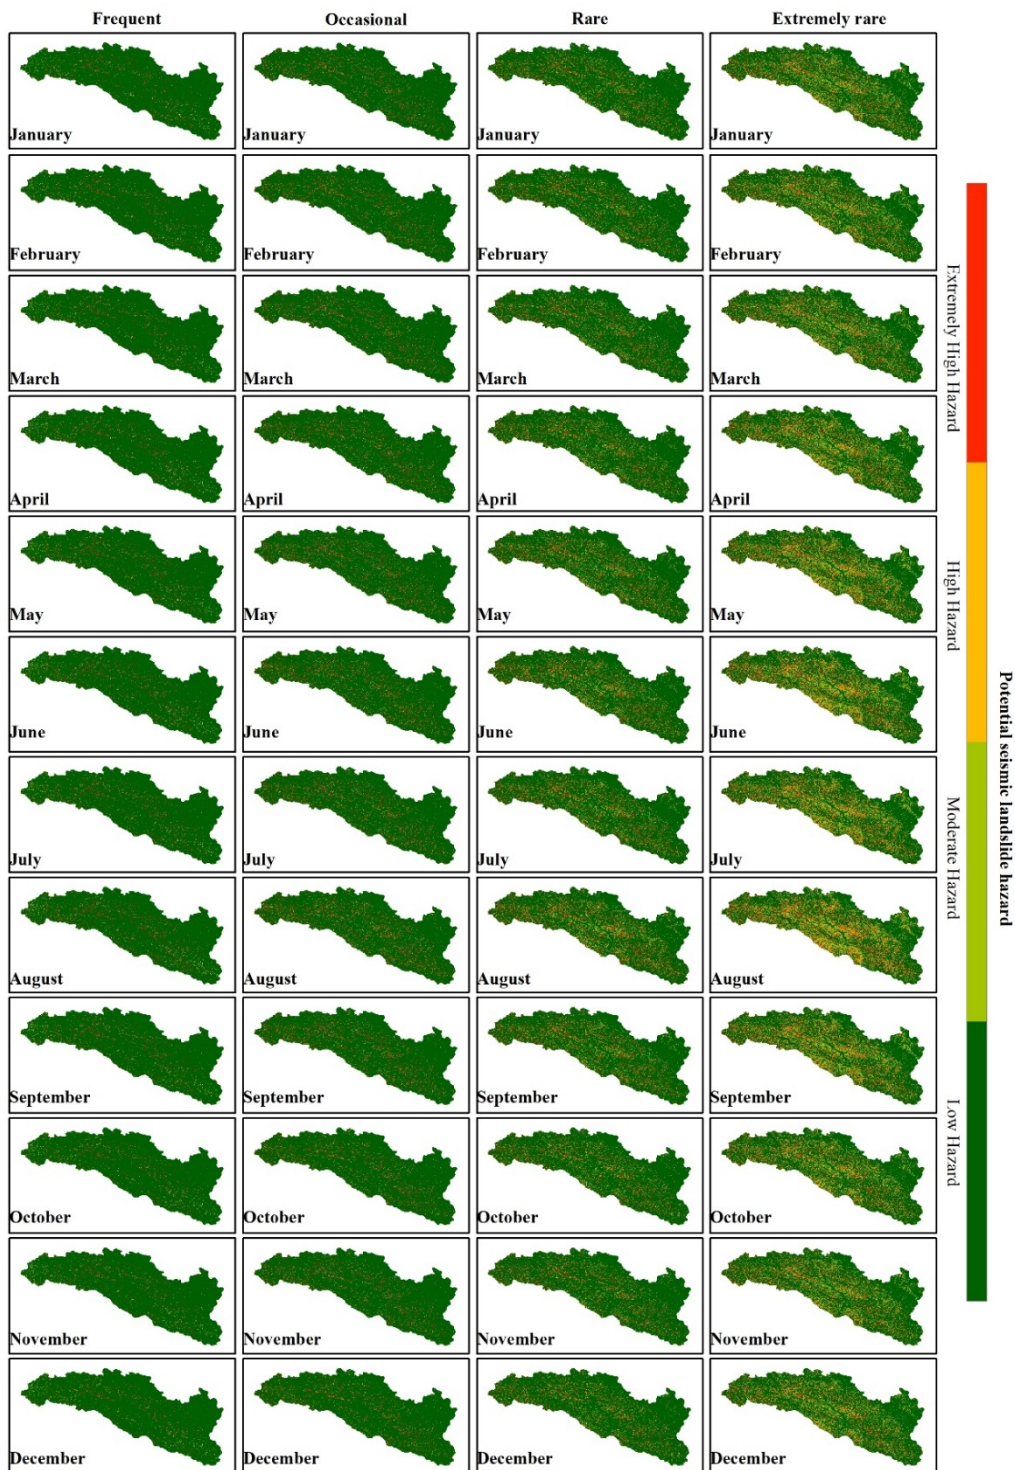 Frequent Occasional Rare Extremely rare
January January January January
February February February February
March March March March
April April April April
May May May May
June June June June
July July July July
August August August August
September September September September
October October October October
November November November November
December December December December
Extremely High Hazard
High Hazard
Moderate Hazard
Low Hazard
Potential seismic landslide hazard